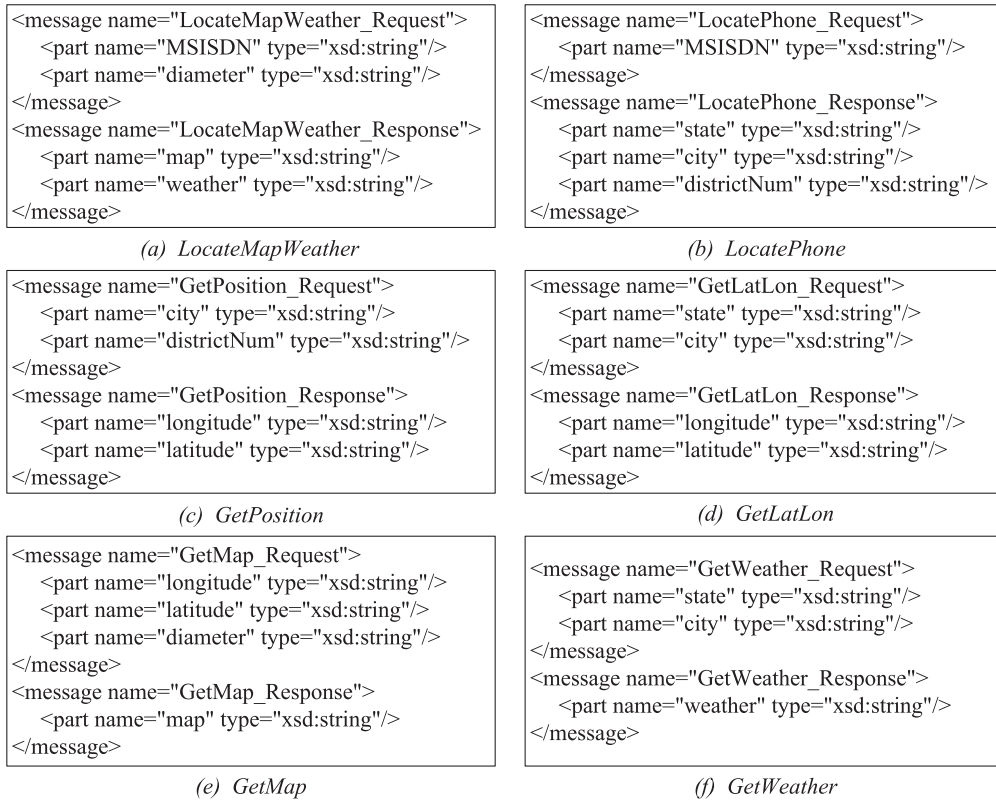 <message name="LocateMapWeather_Request">
<part name="MSISDN" type="xsd:string"/>
<part name="diameter" type="xsd:string"/>
</message>
<message name="LocateMapWeather_Response">
<part name="map" type="xsd:string"/>
<part name="weather" type="xsd:string"/>
</message>
(a) LocateMapWeather
<message name="LocatePhone_Request">
<part name="MSISDN" type="xsd:string"/>
</message>
<message name="LocatePhone_Response">
<part name="state" type="xsd:string"/>
<part name="city" type="xsd:string"/>
<part name="districtNum" type="xsd:string"/>
</message>
(b) LocatePhone
<message name="GetPosition_Request">
<part name="city" type="xsd:string"/>
<part name="districtNum" type="xsd:string"/>
</message>
<message name="GetPosition_Response">
<part name="longitude" type="xsd:string"/>
<part name="latitude" type="xsd:string"/>
</message>
(c) GetPosition
<message name="GetLatLon_Request">
<part name="state" type="xsd:string"/>
<part name="city" type="xsd:string"/>
</message>
<message name="GetLatLon_Response">
<part name="longitude" type="xsd:string"/>
<part name="latitude" type="xsd:string"/>
</message>
(d) GetLatLon
<message name="GetMap_Request">
<part name="longitude" type="xsd:string"/>
<part name="latitude" type="xsd:string"/>
<part name="diameter" type="xsd:string"/>
</message>
<message name="GetMap_Response">
<part name="map" type="xsd:string"/>
</message>
(e) GetMap
<message name="GetWeather_Request">
<part name="state" type="xsd:string"/>
<part name="city" type="xsd:string"/>
</message>
<message name="GetWeather_Response">
<part name="weather" type="xsd:string"/>
</message>
(f) GetWeather